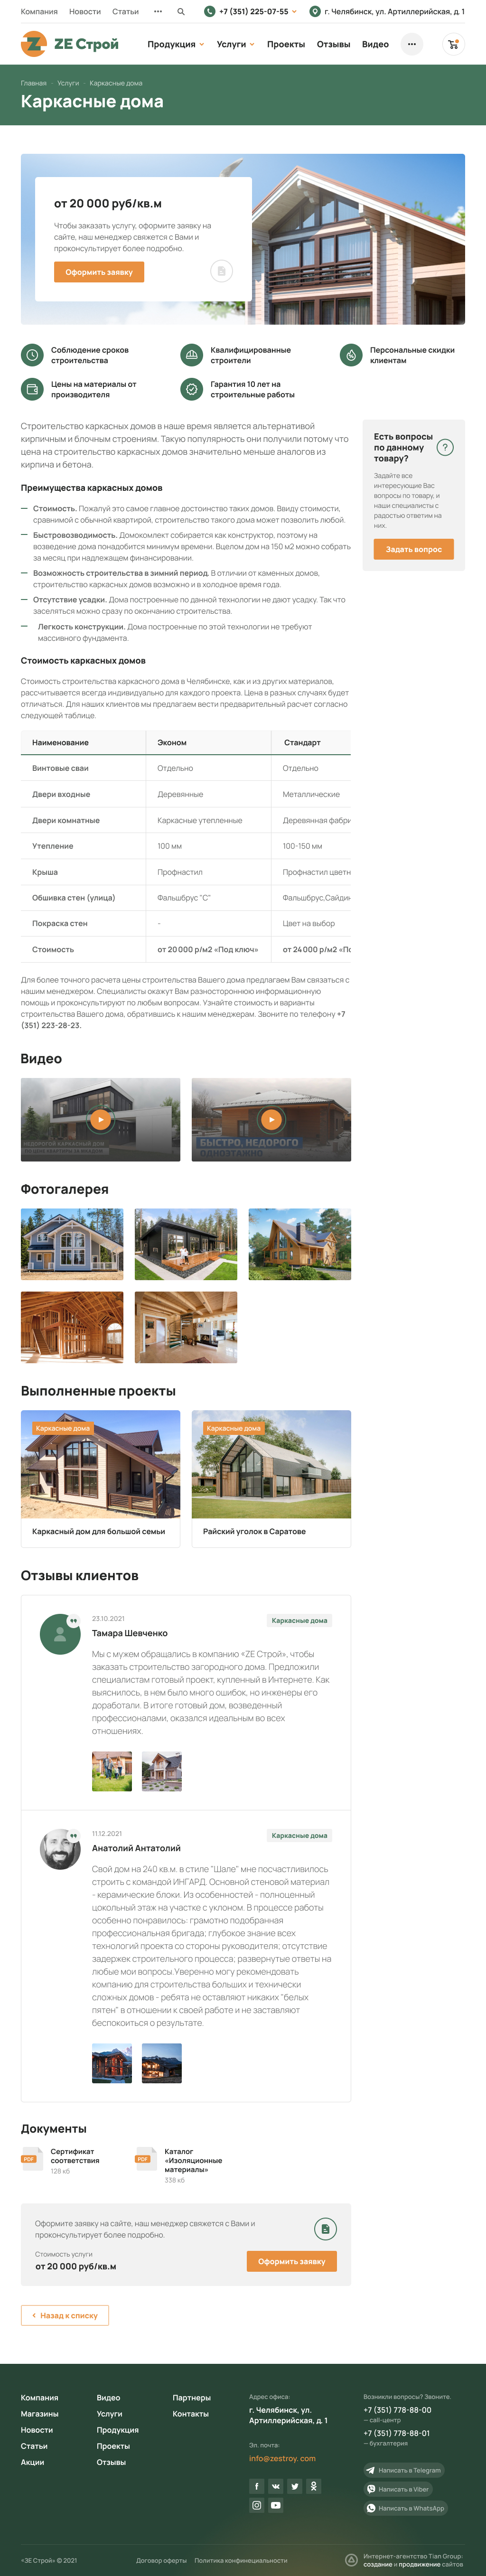 Компания Новости Статьи +7 (351) 225-07-55 г. Челябинск, ул. Артиллерийская, д. 1
ZE Строй
Продукция Услуги Проекты Отзывы Видео
Главная Услуги Каркасные дома
Каркасные дома
от 20 000 руб/кв.м
Чтобы заказать услугу, оформите заявку на
сайте, наш менеджер свяжется с Вами и
проконсультирует более подробно.
Оформить заявку
Соблюдение сроков
строительства
Квалифицированные
строители
Персональные скидки
клиентам
Цены на материалы от
производителя
Гарантия 10 лет на
строительные работы
Строительство каркасных домов в наше время является альтернативой
кирпичным и блочным строениям. Такую популярность они получили потому что
цена на строительство каркасных домов значительно меньше аналогов из
кирпича и бетона.
Преимущества каркасных домов
Стоимость. Пожалуй это самое главное достоинство таких домов. Ввиду стоимости,
сравнимой с обычной квартирой, строительство такого дома может позволить любой.
Быстровозводимость. Домокомлект собирается как конструктор, поэтому на
возведение дома понадобится минимум времени. Вцелом дом на 150 м2 можно собрать
за месяц при надлежащем финансировании.
Возможность строительства в зимний период. В отличии от каменных домов,
строительство каркасных домов возможно и в холодное время года.
Отсутствие усадки. Дома построенные по данной технологии не дают усадку. Так что
заселяться можно сразу по окончанию строительства.
Легкость конструкции. Дома построенные по этой технологии не требуют
массивного фундамента.
Стоимость каркасных домов
Стоимость строительства каркасного дома в Челябинске, как и из других материалов,
рассчитывается всегда индивидуально для каждого проекта. Цена в разных случаях будет
отличаться. Для наших клиентов мы предлагаем вести предварительный расчет согласно
следующей таблице.
Наименование Эконом Стандарт
Винтовые сваи Отдельно Отдельно
Двери входные Деревянные Металлические
Двери комнатные Каркасные утепленные Деревянная фабри
Утепление 100 мм 100-150 мм
Крыша Профнастил Профнастил цветн
Обшивка стен (улица) Фальшбрус "С" Фальшбрус,Сайдин
Покраска стен - Цвет на выбор
Стоимость от 20 000 р/м2 «Под ключ» от 24 000 р/м2 «По
Для более точного расчета цены строительства Вашего дома предлагаем Вам связаться с
нашим менеджером. Специалисты окажут Вам разностороннюю информационную
помощь и проконсультируют по любым вопросам. Узнайте стоимость и варианты
строительства Вашего дома, обратившись к нашим менеджерам. Звоните по телефону +7
(351) 223-28-23.
Есть вопросы
по данному
товару?
Задайте все
интересующие Вас
вопросы по товару, и
наши специалисты с
радостью ответим на
них.
Задать вопрос
Видео
БЫСТРО, НЕДОРОГО
ОДНОЭТАЖНО
Фотогалерея
Выполненные проекты
Каркасные дома
Каркасный дом для большой семьи
Каркасные дома
Райский уголок в Саратове
Отзывы клиентов
23.10.2021 Каркасные дома
Тамара Шевченко
Мы с мужем обращались в компанию «ZE Строй», чтобы
заказать строительство загородного дома. Предложили
специалистам готовый проект, купленный в Интернете. Как
выяснилось, в нем было много ошибок, но инженеры его
доработали. В итоге готовый дом, возведенный
профессионалами, оказался идеальным во всех
отношениях.
11.12.2021 Каркасные дома
Анатолий Антатолий
Свой дом на 240 кв.м. в стиле "Шале" мне посчастливилось
строить с командой ИНГАРД. Основной стеновой материал
- керамические блоки. Из особенностей - полноценный
цокольный этаж на участке с уклоном. В процессе работы
особенно понравилось: грамотно подобранная
профессиональная бригада; глубокое знание всех
технологий проекта со стороны руководителя; отсутствие
задержек строительного процесса; развернутые ответы на
любые мои вопросы.Уверенно могу рекомендовать
компанию для строительства больших и технически
сложных домов - ребята не оставляют никаких "белых
пятен" в отношении к своей работе и не заставляют
беспокоиться о результате.
Документы
PDF
Сертификат
соответствия
128 кб
PDF
Каталог
«Изоляционные
материалы»
338 кб
Оформите заявку на сайте, наш менеджер свяжется с Вами и
проконсультирует более подробно.
Стоимость услуги
от 20 000 руб/кв.м
Оформить заявку
Назад к списку
Компания
Магазины
Новости
Статьи
Акции
Видео
Услуги
Продукция
Проекты
Отзывы
Партнеры
Контакты
Адрес офиса:
г. Челябинск, ул.
Артиллерийская, д. 1
Эл. почта:
info@zestroy.com
Возникли вопросы? Звоните.
+7 (351) 778-88-00
— call-центр
+7 (351) 778-88-01
— бухгалтерия
Написать в Telegram
Написать в Viber
Написать в WhatsApp
«ZE Строй» © 2021 Договор оферты Политика конфинециальности
Интернет-агентство Tian Group:
создание и продвижение сайтов